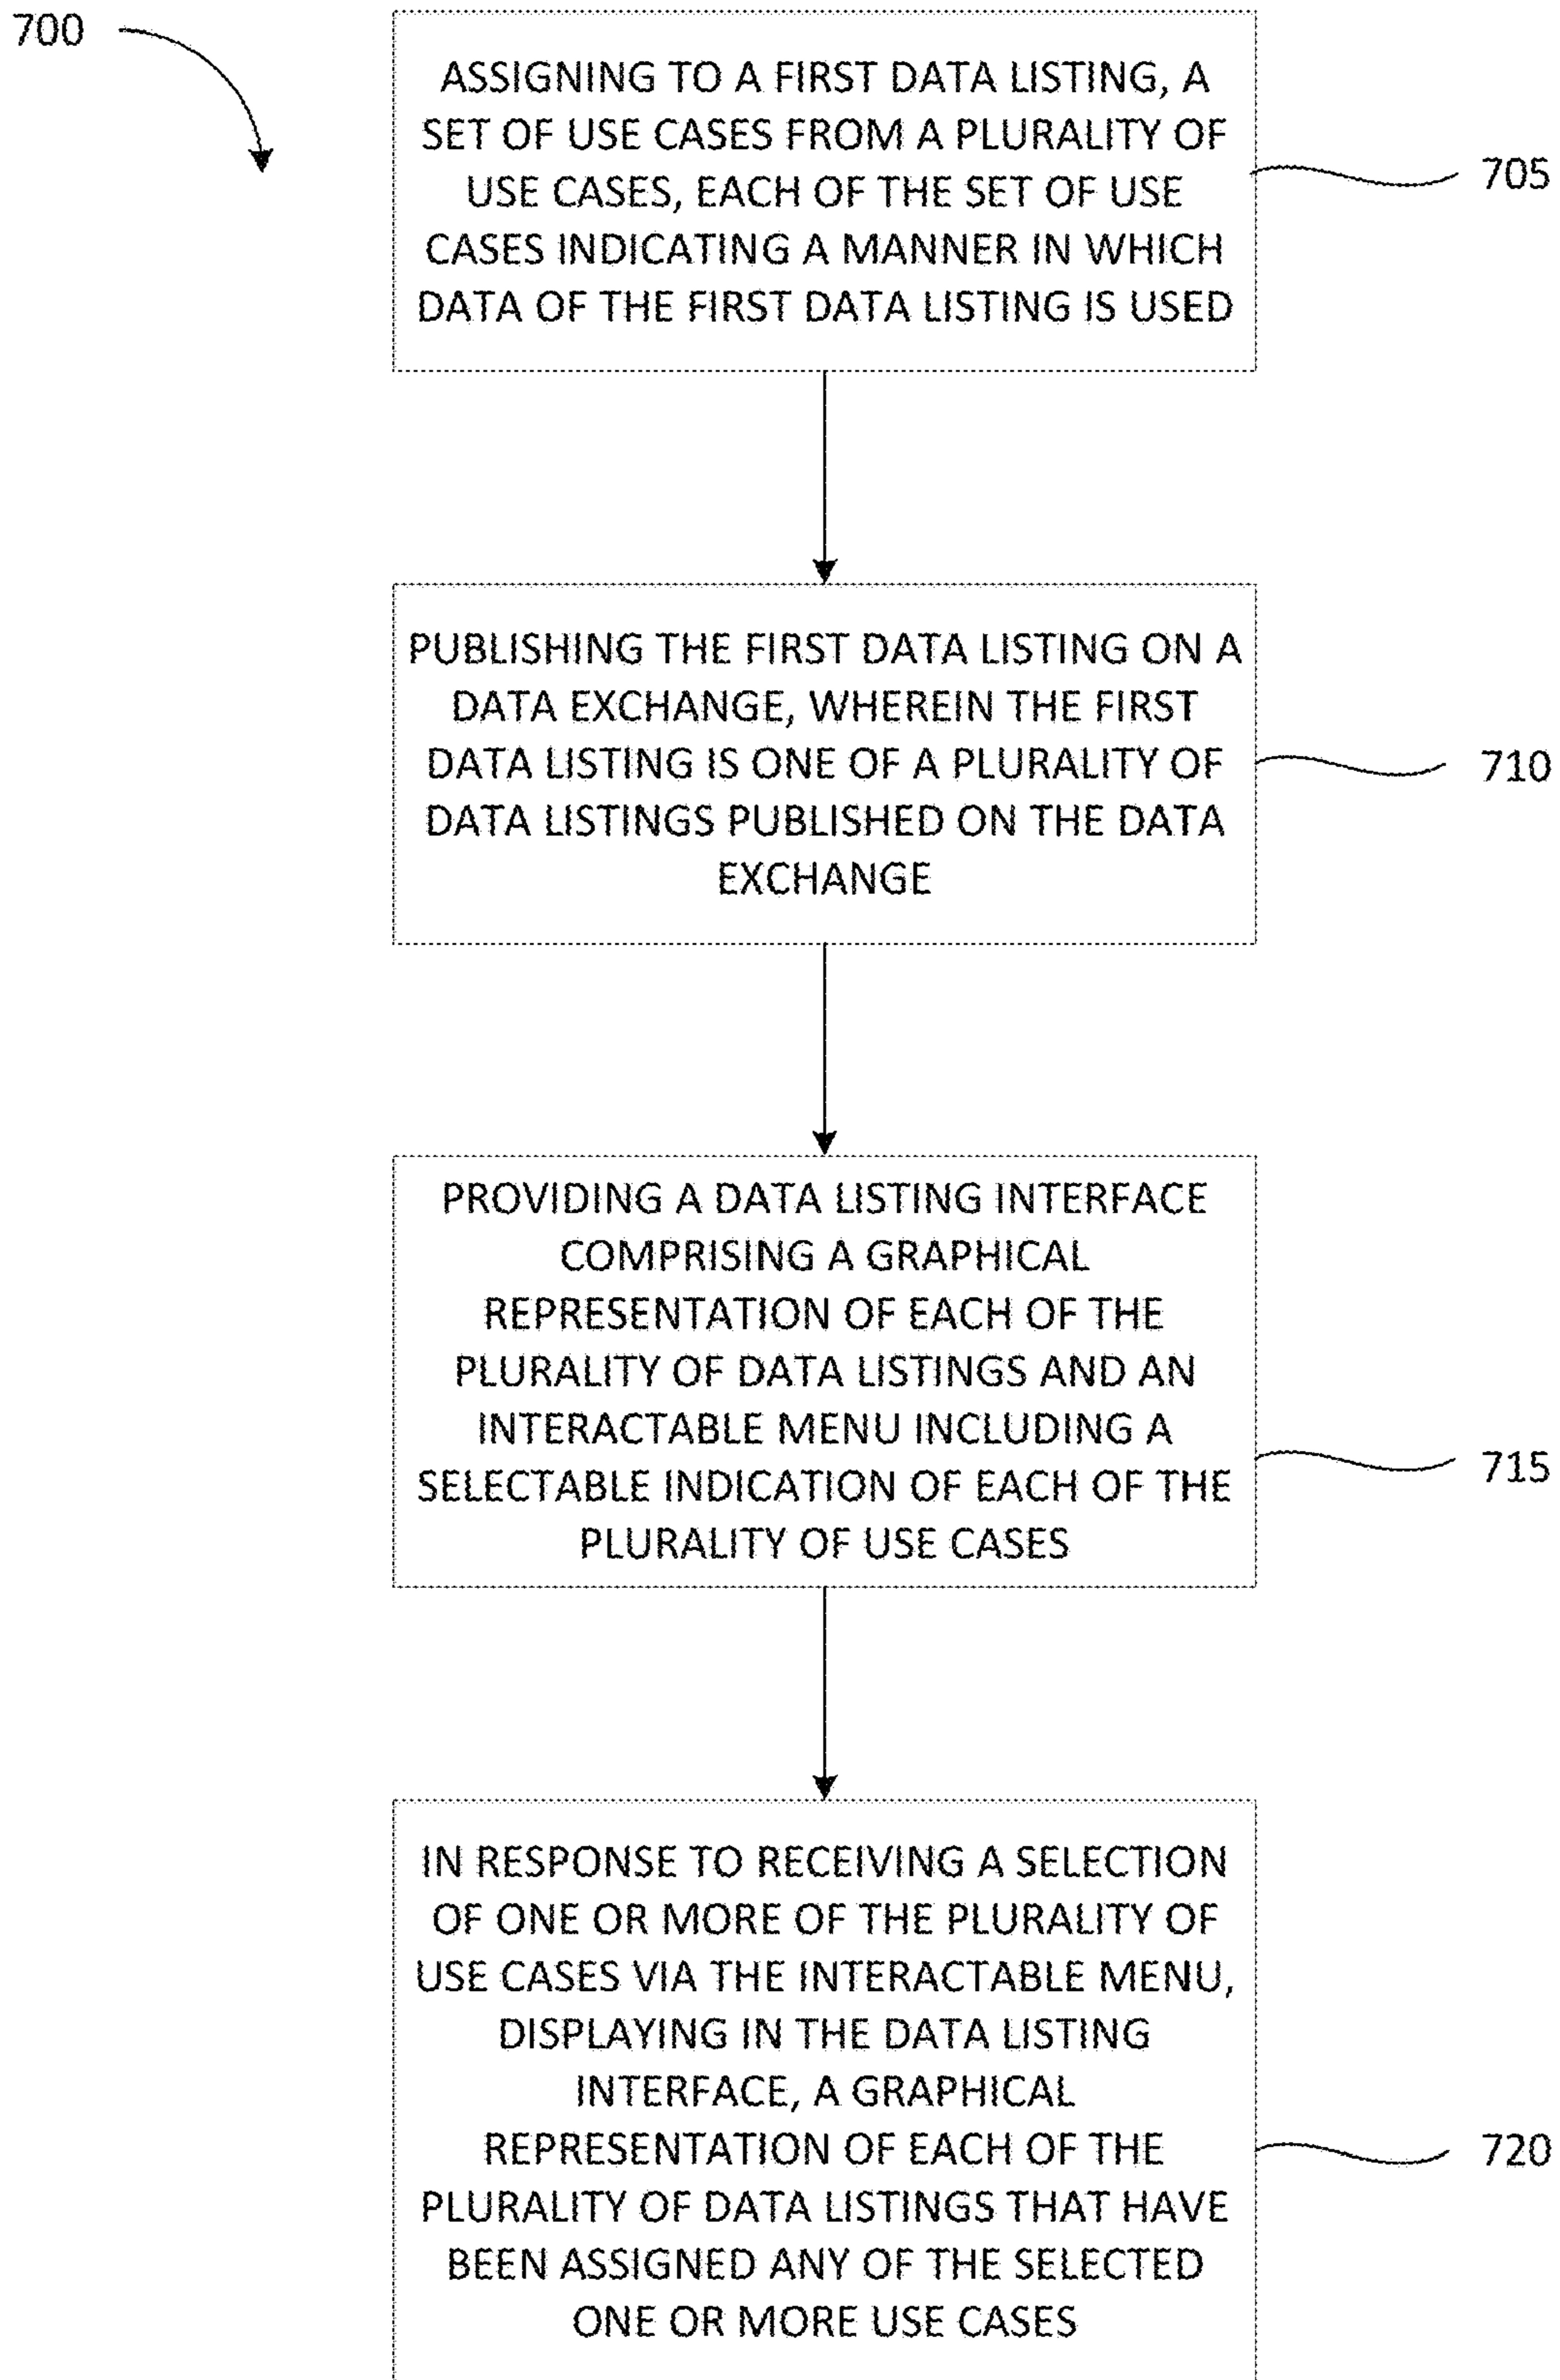 700
ASSIGNING TO A FIRST DATA LISTING, A
SET OF USE CASES FROM A PLURALITY OF
USE CASES, EACH OF THE SET OF USE
CASES INDICATING A MANNER IN WHICH
DATA OF THE FIRST DATA LISTING IS USED
705
PUBLISHING THE FIRST DATA LISTING ON A
DATA EXCHANGE, WHEREIN THE FIRST
DATA LISTING IS ONE OF A PLURALITY OF
DATA LISTINGS PUBLISHED ON THE DATA
EXCHANGE
710
PROVIDING A DATA LISTING INTERFACE
COMPRISING A GRAPHICAL
REPRESENTATION OF EACH OF THE
PLURALITY OF DATA LISTINGS AND AN
INTERACTABLE MENU INCLUDING A
SELECTABLE INDICATION OF EACH OF THE
PLURALITY OF USE CASES
715
IN RESPONSE TO RECEIVING A SELECTION
OF ONE OR MORE OF THE PLURALITY OF
USE CASES VIA THE INTERACTABLE MENU,
DISPLAYING IN THE DATA LISTING
INTERFACE, A GRAPHICAL
REPRESENTATION OF EACH OF THE
PLURALITY OF DATA LISTINGS THAT HAVE
BEEN ASSIGNED ANY OF THE SELECTED
ONE OR MORE USE CASES
720